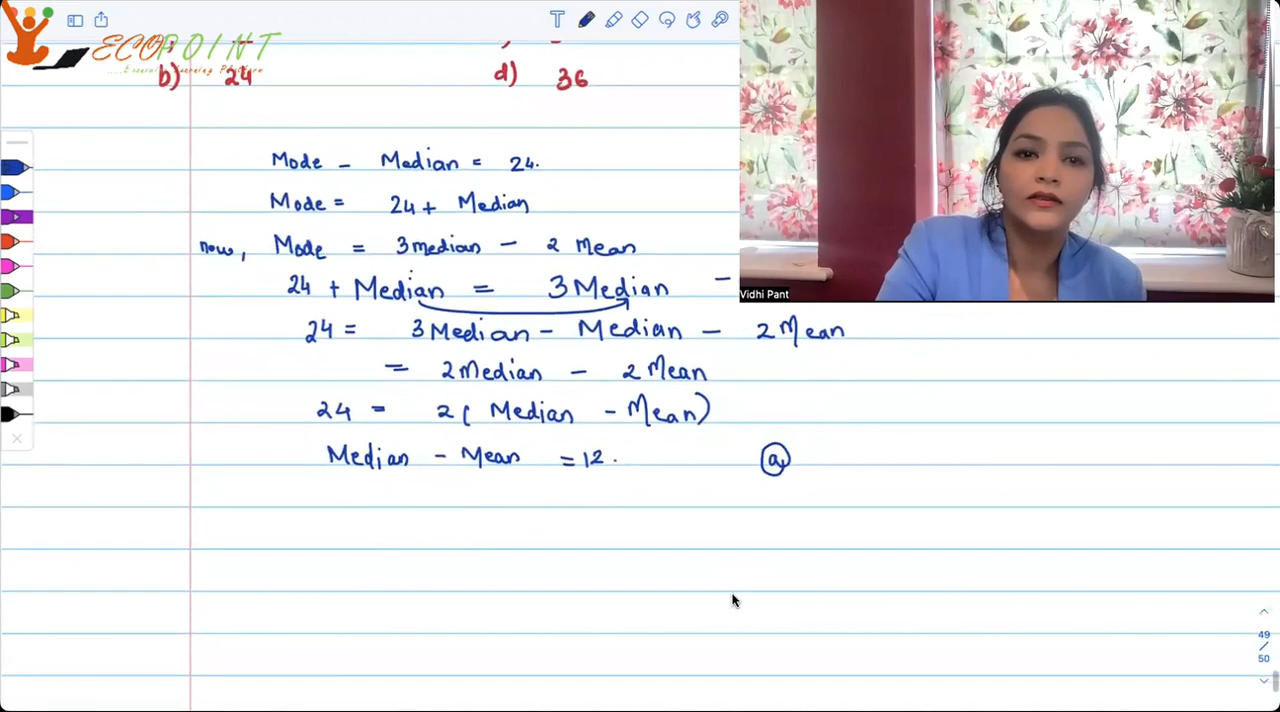 ECOPOINT
b) 24 d) 36
Mode - Median = 24.
Mode = 24 + Median
now, Mode = 3median - 2 Mean
24 + Median = 3Median -
Vidhi Pant
24 = 3Median - Median - 2Mean
= 2Median - 2Mean
24 = 2( Median - Mean)
Median - Mean = 12. a
49
/
50